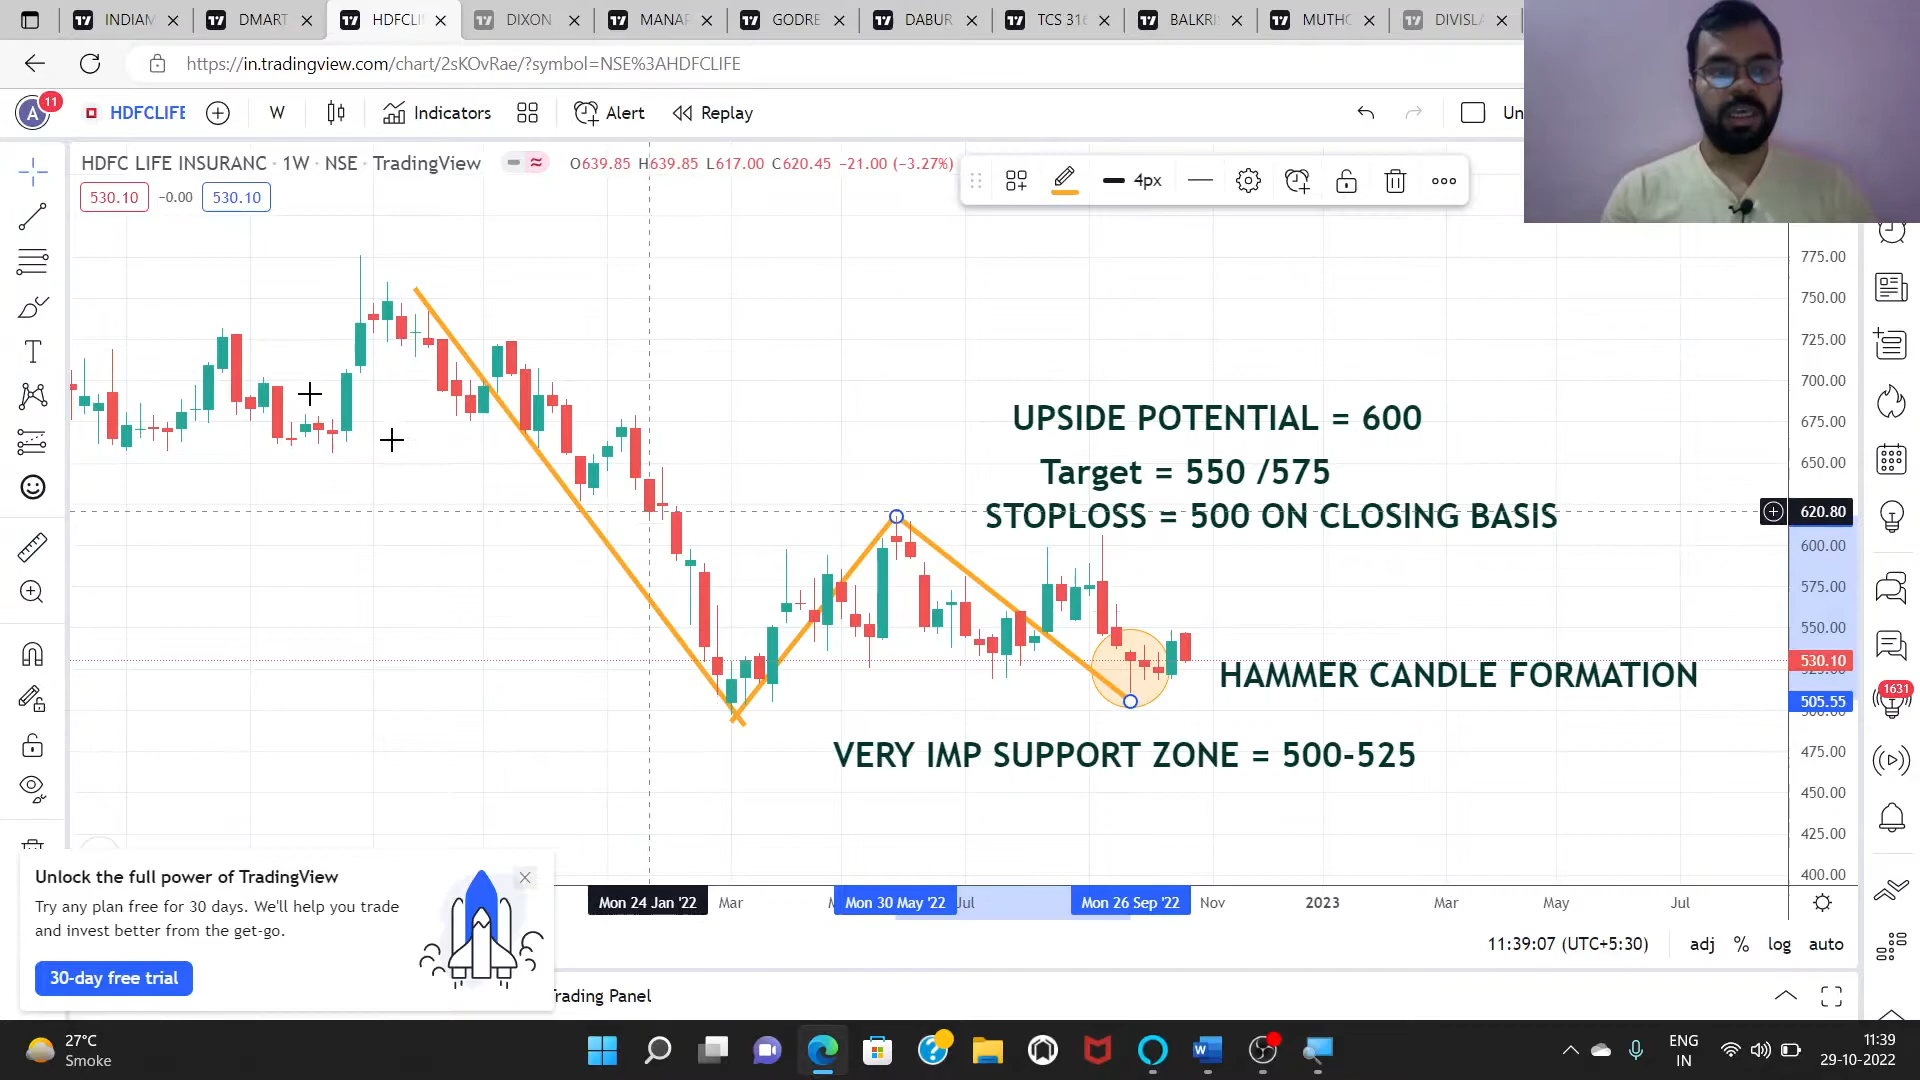 INDIAM
DMART
HDFCLI
DIXON
MANA
GODRE
DABUR
TCS 31
BALKRI
MUTHO
DIVISLA
https://in.tradingview.com/chart/2sKOvRae/?symbol=NSE%3AHDFCLIFE
A 11 HDFCLIFE W Indicators Alert Replay Un
HDFC LIFE INSURANC · 1W · NSE · TradingView
O639.85 H639.85 L617.00 C620.45 −21.00 (−3.27%)
4px
530.10 −0.00 530.10
775.00
750.00
725.00
700.00
675.00
650.00
620.80
600.00
575.00
550.00
530.10
505.55
475.00
450.00
425.00
400.00
UPSIDE POTENTIAL = 600
Target = 550 /575
STOPLOSS = 500 ON CLOSING BASIS
HAMMER CANDLE FORMATION
VERY IMP SUPPORT ZONE = 500-525
1631
Unlock the full power of TradingView
Try any plan free for 30 days. We'll help you trade
and invest better from the get-go.
30-day free trial
Mon 24 Jan '22 Mar Mon 30 May '22 Jul Mon 26 Sep '22 Nov 2023 Mar May Jul
11:39:07 (UTC+5:30) adj % log auto
Trading Panel
27°C
Smoke
ENG
IN
11:39
29-10-2022